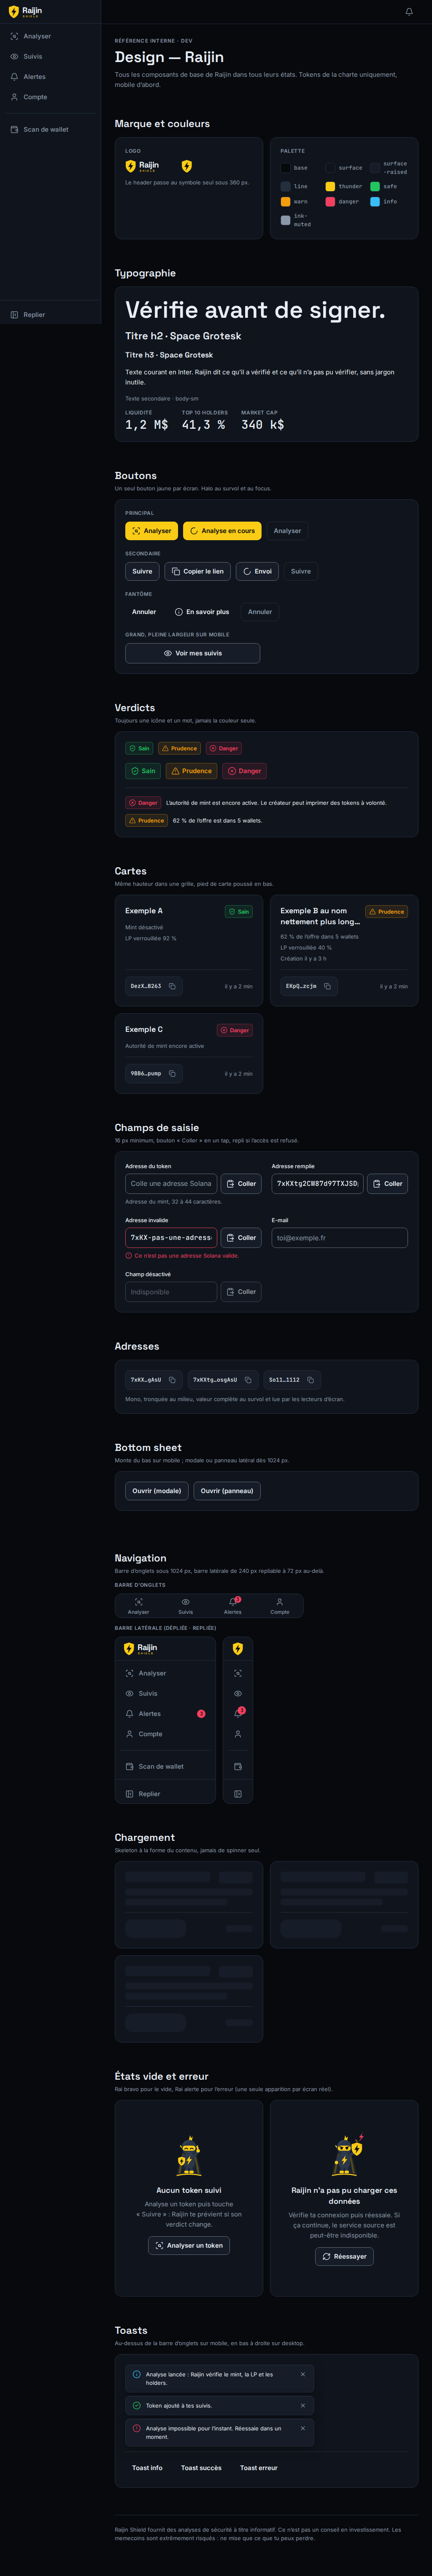 Raijin
SHIELD
Analyser
Suivis
Alertes
Compte
Scan de wallet
Replier
RÉFÉRENCE INTERNE · DEV
Design — Raijin
Tous les composants de base de Raijin dans tous leurs états. Tokens de la charte uniquement,
mobile d'abord.
Marque et couleurs
LOGO
Raijin
SHIELD
Le header passe au symbole seul sous 360 px.
PALETTE
base
surface
surface
-raised
line
thunder
safe
warn
danger
info
ink-
muted
Typographie
Vérifie avant de signer.
Titre h2 · Space Grotesk
Titre h3 · Space Grotesk
Texte courant en Inter. Raijin dit ce qu'il a vérifié et ce qu'il n'a pas pu vérifier, sans jargon
inutile.
Texte secondaire · body-sm
LIQUIDITÉ TOP 10 HOLDERS MARKET CAP
1,2 M$ 41,3 % 340 k$
Boutons
Un seul bouton jaune par écran. Halo au survol et au focus.
PRINCIPAL
Analyser Analyse en cours Analyser
SECONDAIRE
Suivre Copier le lien Envoi Suivre
FANTÔME
Annuler En savoir plus Annuler
GRAND, PLEINE LARGEUR SUR MOBILE
Voir mes suivis
Verdicts
Toujours une icône et un mot, jamais la couleur seule.
Sain Prudence Danger
Sain Prudence Danger
Danger L'autorité de mint est encore active. Le créateur peut imprimer des tokens à volonté.
Prudence 62 % de l'offre est dans 5 wallets.
Cartes
Même hauteur dans une grille, pied de carte poussé en bas.
Exemple A Sain
Mint désactivé
LP verrouillée 92 %
DezX…B263 il y a 2 min
Exemple B au nom
nettement plus long… Prudence
62 % de l'offre dans 5 wallets
LP verrouillée 40 %
Création il y a 3 h
EKpQ…zcjm il y a 2 min
Exemple C Danger
Autorité de mint encore active
9BB6…pump il y a 2 min
Champs de saisie
16 px minimum, bouton « Coller » en un tap, repli si l'accès est refusé.
Adresse du token
Colle une adresse Solana Coller
Adresse du mint, 32 à 44 caractères.
Adresse remplie
7xKXtg2CW87d97TXJSD Coller
Adresse invalide
7xKX-pas-une-adress Coller
Ce n'est pas une adresse Solana valide.
E-mail
toi@exemple.fr
Champ désactivé
Indisponible Coller
Adresses
7xKX…gAsU 7xKXtg…osgAsU So11…1112
Mono, tronquée au milieu, valeur complète au survol et lue par les lecteurs d'écran.
Bottom sheet
Monte du bas sur mobile ; modale ou panneau latéral dès 1024 px.
Ouvrir (modale) Ouvrir (panneau)
Navigation
Barre d'onglets sous 1024 px, barre latérale de 240 px repliable à 72 px au-delà.
BARRE D'ONGLETS
Analyser Suivis Alertes Compte
3
BARRE LATÉRALE (DÉPLIÉE · REPLIÉE)
Raijin
SHIELD
Analyser
Suivis
Alertes 3
3
Compte
Scan de wallet
Replier
Chargement
Skeleton à la forme du contenu, jamais de spinner seul.
États vide et erreur
Rai bravo pour le vide, Rai alerte pour l'erreur (une seule apparition par écran réel).
Aucun token suivi
Analyse un token puis touche
« Suivre » : Raijin te prévient si son
verdict change.
Analyser un token
Raijin n'a pas pu charger ces
données
Vérifie ta connexion puis réessaie. Si
ça continue, le service source est
peut-être indisponible.
Réessayer
Toasts
Au-dessus de la barre d'onglets sur mobile, en bas à droite sur desktop.
Analyse lancée : Raijin vérifie le mint, la LP et les
holders.
Token ajouté à tes suivis.
Analyse impossible pour l'instant. Réessaie dans un
moment.
Toast info Toast succès Toast erreur
Raijin Shield fournit des analyses de sécurité à titre informatif. Ce n'est pas un conseil en investissement. Les
memecoins sont extrêmement risqués : ne mise que ce que tu peux perdre.